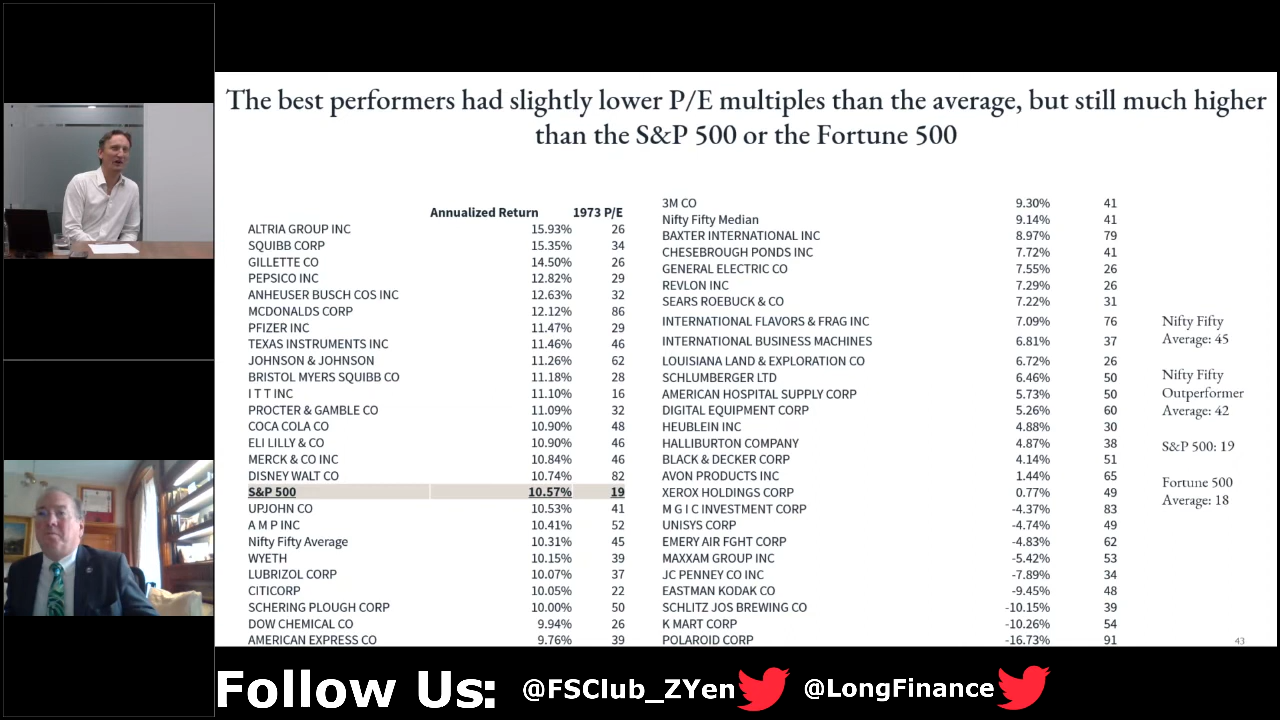 The best performers had slightly lower P/E multiples than the average, but still much higher
than the S&P 500 or the Fortune 500
Annualized Return 1973 P/E
ALTRIA GROUP INC 15.93% 26
SQUIBB CORP 15.35% 34
GILLETTE CO 14.50% 26
PEPSICO INC 12.82% 29
ANHEUSER BUSCH COS INC 12.63% 32
MCDONALDS CORP 12.12% 86
PFIZER INC 11.47% 29
TEXAS INSTRUMENTS INC 11.46% 46
JOHNSON & JOHNSON 11.26% 62
BRISTOL MYERS SQUIBB CO 11.18% 28
I T T INC 11.10% 16
PROCTER & GAMBLE CO 11.09% 32
COCA COLA CO 10.90% 48
ELI LILLY & CO 10.90% 46
MERCK & CO INC 10.84% 46
DISNEY WALT CO 10.74% 82
S&P 500 10.57% 19
UPJOHN CO 10.53% 41
A M P INC 10.41% 52
Nifty Fifty Average 10.31% 45
WYETH 10.15% 39
LUBRIZOL CORP 10.07% 37
CITICORP 10.05% 22
SCHERING PLOUGH CORP 10.00% 50
DOW CHEMICAL CO 9.94% 26
AMERICAN EXPRESS CO 9.76% 39
3M CO 9.30% 41
Nifty Fifty Median 9.14% 41
BAXTER INTERNATIONAL INC 8.97% 79
CHESEBROUGH PONDS INC 7.72% 41
GENERAL ELECTRIC CO 7.55% 26
REVLON INC 7.29% 26
SEARS ROEBUCK & CO 7.22% 31
INTERNATIONAL FLAVORS & FRAG INC 7.09% 76
INTERNATIONAL BUSINESS MACHINES 6.81% 37
LOUISIANA LAND & EXPLORATION CO 6.72% 26
SCHLUMBERGER LTD 6.46% 50
AMERICAN HOSPITAL SUPPLY CORP 5.73% 50
DIGITAL EQUIPMENT CORP 5.26% 60
HEUBLEIN INC 4.88% 30
HALLIBURTON COMPANY 4.87% 38
BLACK & DECKER CORP 4.14% 51
AVON PRODUCTS INC 1.44% 65
XEROX HOLDINGS CORP 0.77% 49
M G I C INVESTMENT CORP -4.37% 83
UNISYS CORP -4.74% 49
EMERY AIR FGHT CORP -4.83% 62
MAXXAM GROUP INC -5.42% 53
JC PENNEY CO INC -7.89% 34
EASTMAN KODAK CO -9.45% 48
SCHLITZ JOS BREWING CO -10.15% 39
K MART CORP -10.26% 54
POLAROID CORP -16.73% 91
Nifty Fifty
Average: 45
Nifty Fifty
Outperformer
Average: 42
S&P 500: 19
Fortune 500
Average: 18
43
Follow Us: @FSClub_ZYen @LongFinance